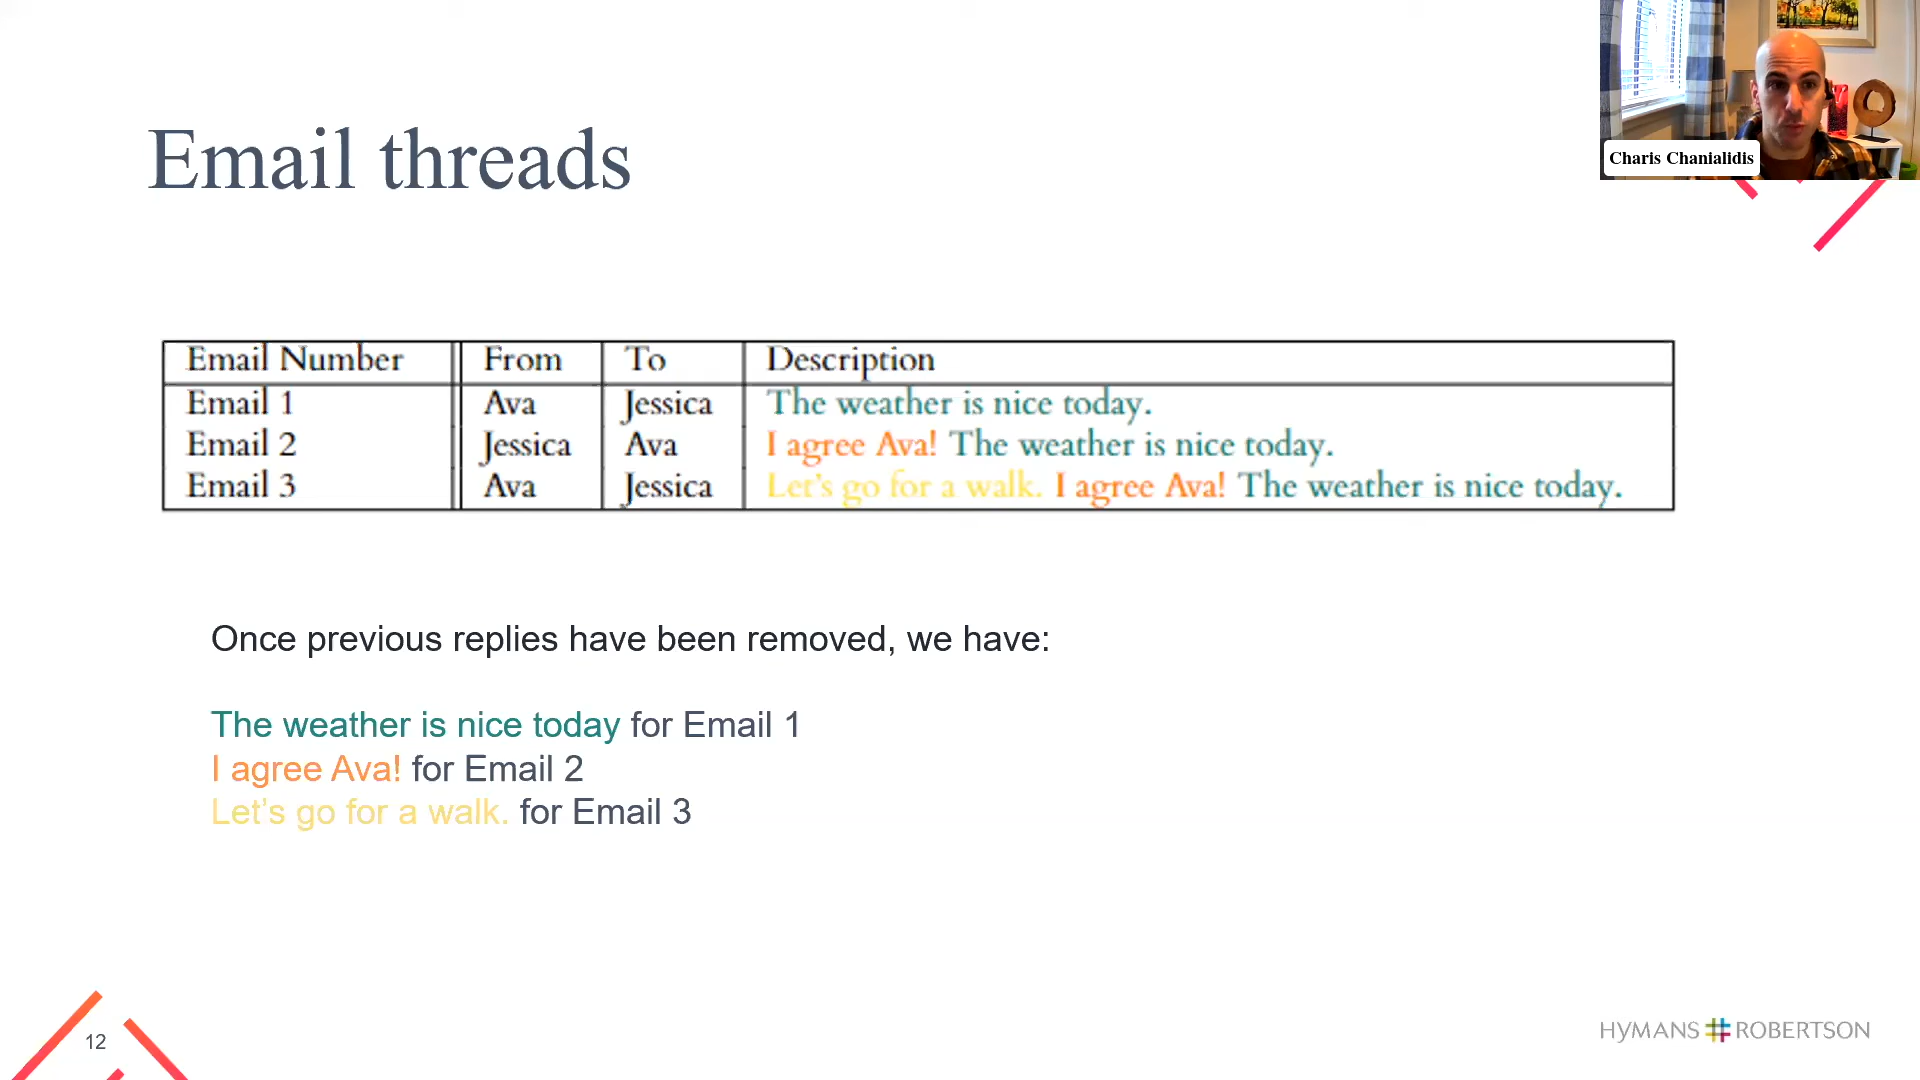 Email threads
Charis Chanialidis
Email Number From To Description
Email 1 Ava Jessica The weather is nice today.
Email 2 Jessica Ava I agree Ava! The weather is nice today.
Email 3 Ava Jessica Let's go for a walk. I agree Ava! The weather is nice today.
Once previous replies have been removed, we have:
The weather is nice today for Email 1
I agree Ava! for Email 2
Let's go for a walk. for Email 3
12
HYMANS # ROBERTSON